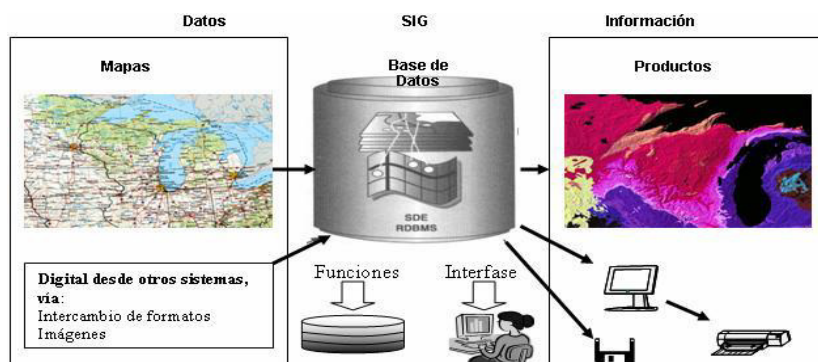 Datos
SIG
Información
Mapas
Base de
Datos
Productos
SDE
RDBMS
Digital desde otros sistemas,
vía:
Intercambio de formatos
Imágenes
Funciones
Interfase